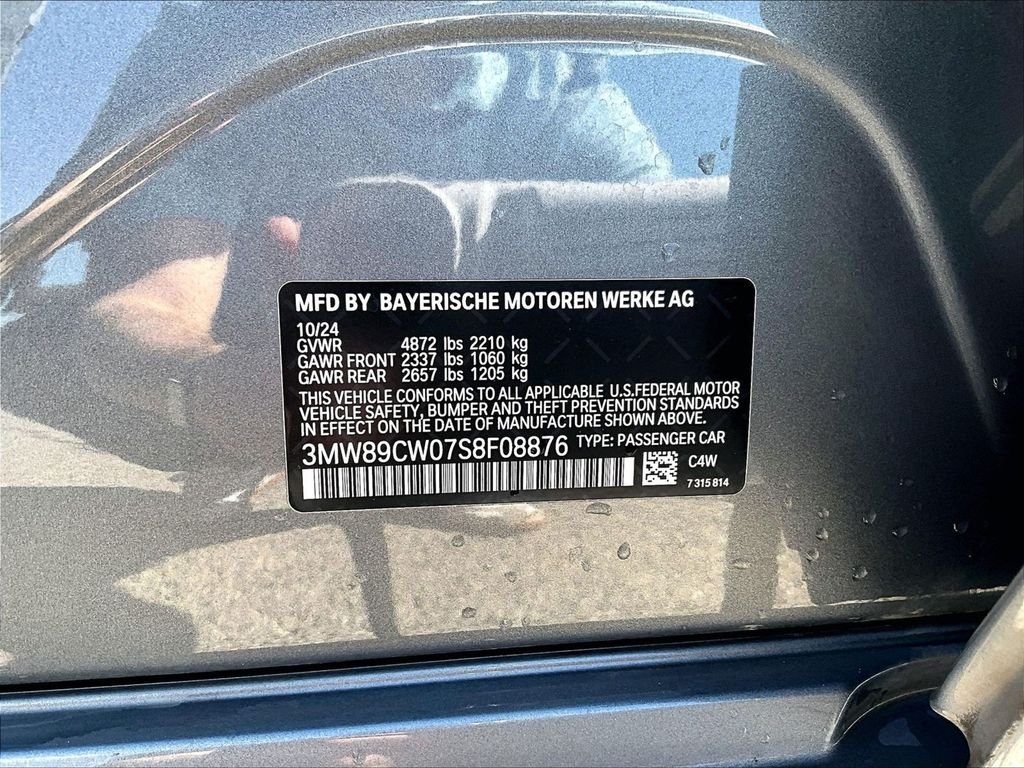 MFD BY BAYERISCHE MOTOREN WERKE AG
10/24
GVWR 4872 lbs 2210 kg
GAWR FRONT 2337 lbs 1060 kg
GAWR REAR 2657 lbs 1205 kg
THIS VEHICLE CONFORMS TO ALL APPLICABLE U.S.FEDERAL MOTOR
VEHICLE SAFETY, BUMPER AND THEFT PREVENTION STANDARDS
IN EFFECT ON THE DATE OF MANUFACTURE SHOWN ABOVE.
3MW89CW07S8F08876 TYPE: PASSENGER CAR
C4W
7 315 814